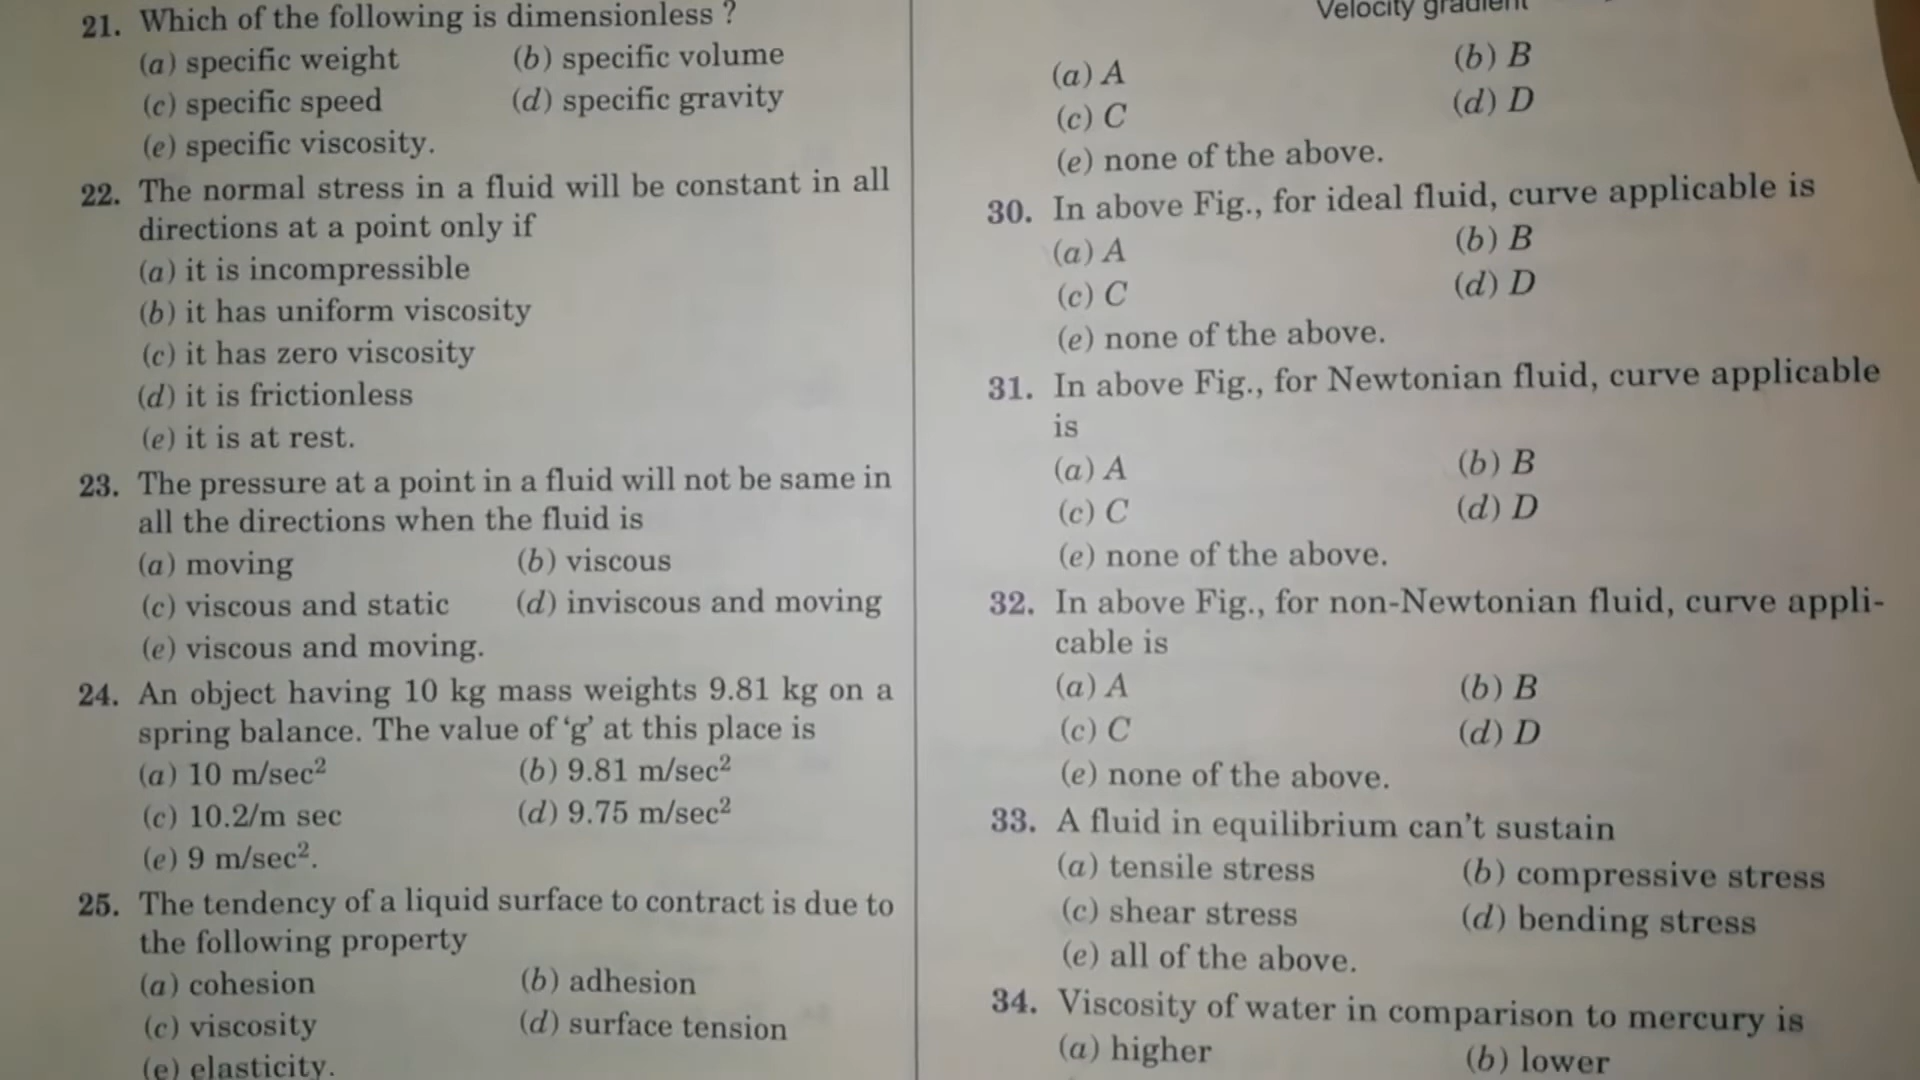 21. Which of the following is dimensionless ?
(a) specific weight (b) specific volume
(c) specific speed (d) specific gravity
(e) specific viscosity.
22. The normal stress in a fluid will be constant in all
directions at a point only if
(a) it is incompressible
(b) it has uniform viscosity
(c) it has zero viscosity
(d) it is frictionless
(e) it is at rest.
23. The pressure at a point in a fluid will not be same in
all the directions when the fluid is
(a) moving (b) viscous
(c) viscous and static (d) inviscous and moving
(e) viscous and moving.
24. An object having 10 kg mass weights 9.81 kg on a
spring balance. The value of ‘g’ at this place is
(a) 10 m/sec² (b) 9.81 m/sec²
(c) 10.2/m sec (d) 9.75 m/sec²
(e) 9 m/sec².
25. The tendency of a liquid surface to contract is due to
the following property
(a) cohesion (b) adhesion
(c) viscosity (d) surface tension
(e) elasticity.
Velocity gradient
(a) A (b) B
(c) C (d) D
(e) none of the above.
30. In above Fig., for ideal fluid, curve applicable is
(a) A (b) B
(c) C (d) D
(e) none of the above.
31. In above Fig., for Newtonian fluid, curve applicable
is
(a) A (b) B
(c) C (d) D
(e) none of the above.
32. In above Fig., for non-Newtonian fluid, curve appli-
cable is
(a) A (b) B
(c) C (d) D
(e) none of the above.
33. A fluid in equilibrium can’t sustain
(a) tensile stress (b) compressive stress
(c) shear stress (d) bending stress
(e) all of the above.
34. Viscosity of water in comparison to mercury is
(a) higher (b) lower